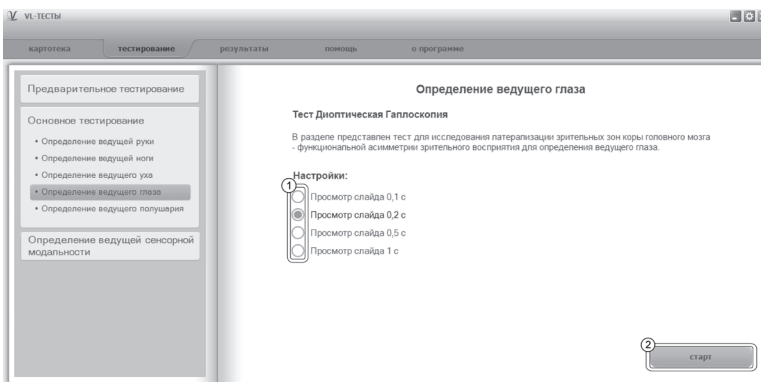 VL-ТЕСТЫ
картотека тестирование результаты помощь о программе
Предварительное тестирование
Основное тестирование
• Определение ведущей руки
• Определение ведущей ноги
• Определение ведущего уха
• Определение ведущего глаза
• Определение ведущего полушария
Определение ведущей сенсорной
модальности
Определение ведущего глаза
Тест Диоптическая Гаплоскопия
В разделе представлен тест для исследования латерализации зрительных зон коры головного мозга
- функциональной асимметрии зрительного восприятия для определения ведущего глаза.
Настройки:
1
Просмотр слайда 0,1 с
Просмотр слайда 0,2 с
Просмотр слайда 0,5 с
Просмотр слайда 1 с
2
старт